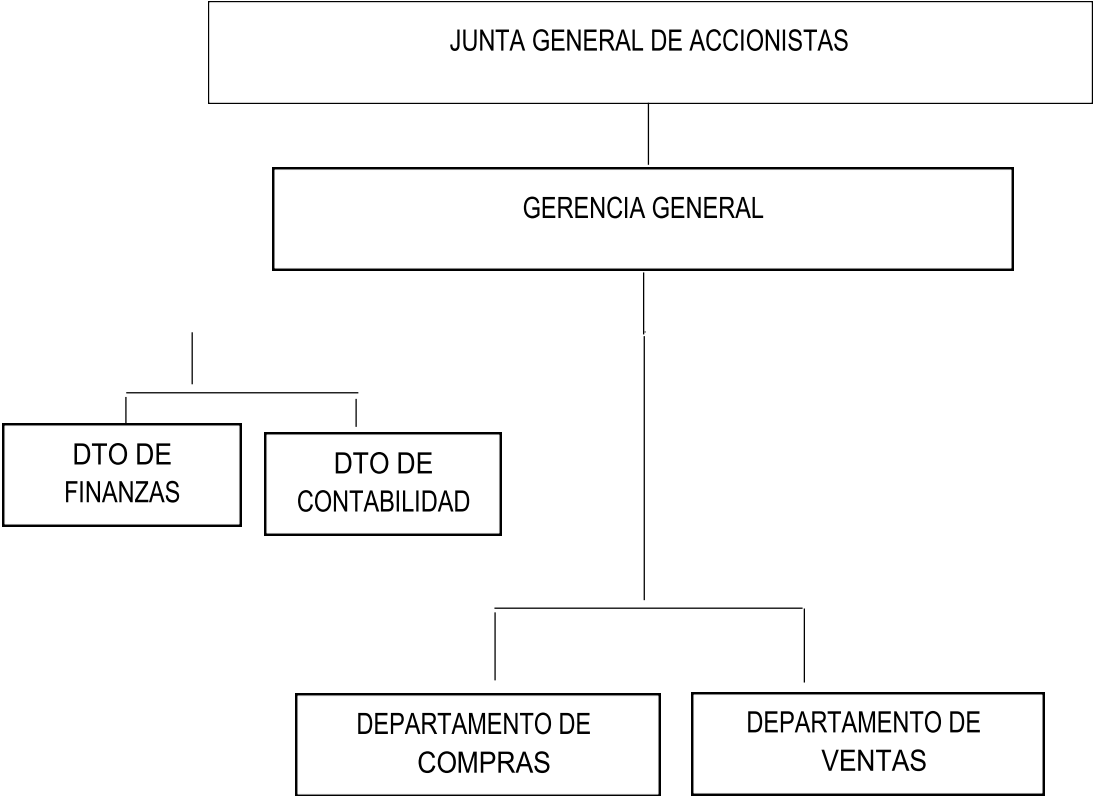 JUNTA GENERAL DE ACCIONISTAS
GERENCIA GENERAL
DTO DE
FINANZAS
DTO DE
CONTABILIDAD
DEPARTAMENTO DE
COMPRAS
DEPARTAMENTO DE
VENTAS